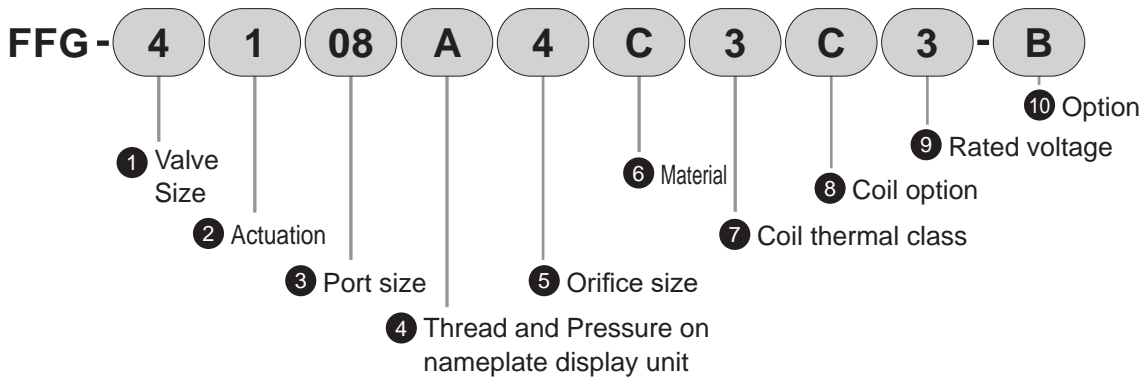 FFG- 4 1 08 A 4 C 3 C 3 - B
10 Option
9 Rated voltage
1 Valve
Size
6 Material
8 Coil option
2 Actuation
7 Coil thermal class
3 Port size
5 Orifice size
4 Thread and Pressure on
nameplate display unit